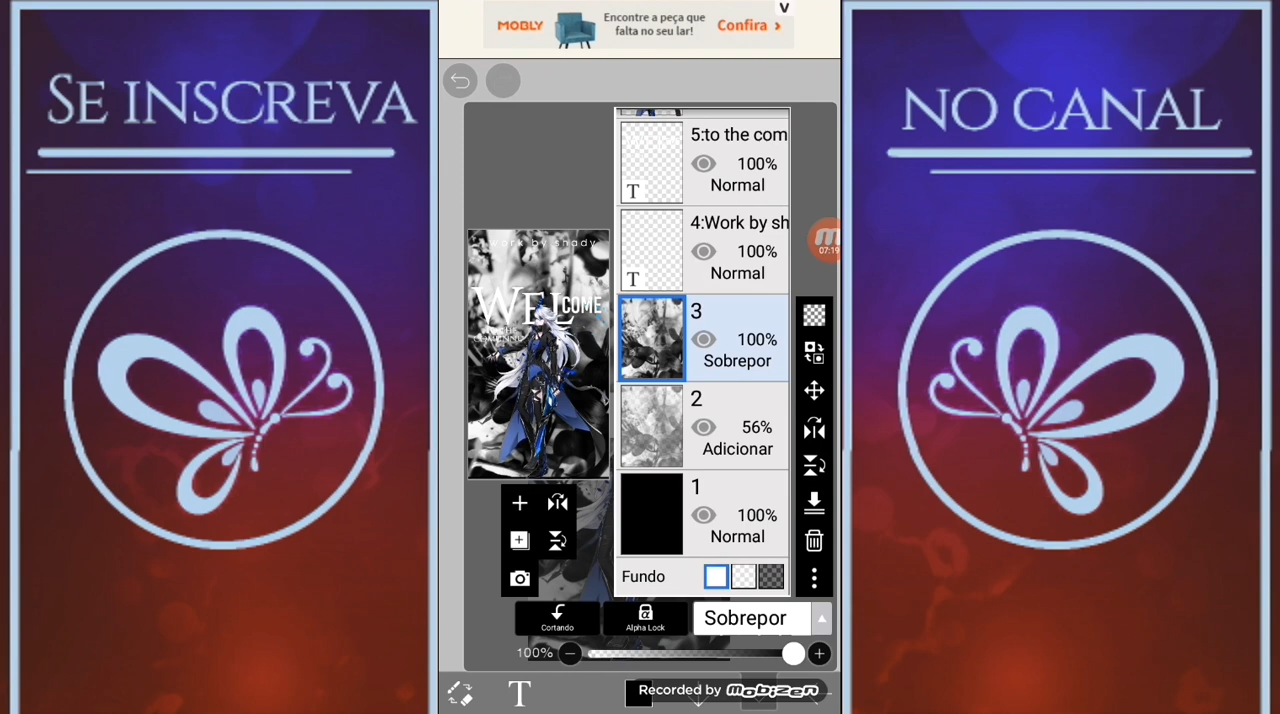 SE INSCREVA
MOBLY
Encontre a peça que
falta no seu lar!
Confira >
V
NO CANAL
5:to the com
100%
Normal
T
4:Work by sh
100%
Normal
T
3
100%
Sobrepor
2
56%
Adicionar
1
100%
Normal
Fundo
work by shady
WELCOME
07:19
Cortando
α
Alpha Lock
Sobrepor
100%
T
Recorded by mobizen